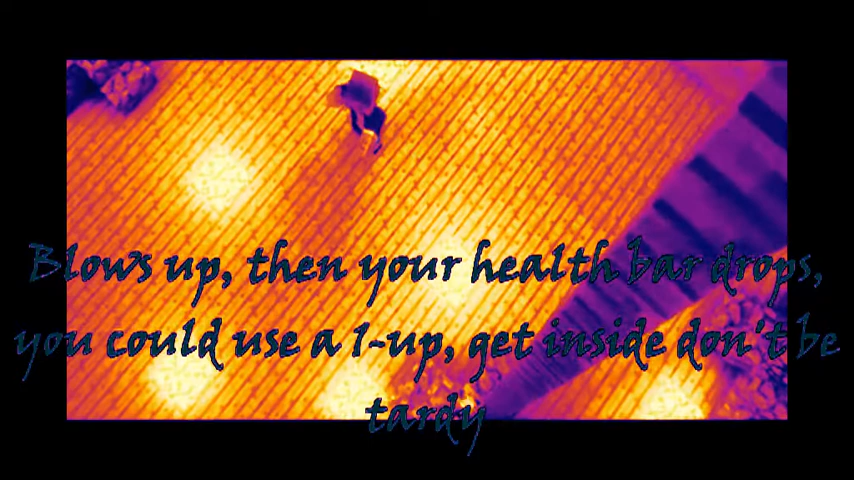 Blows up, then your health bar drops,
you could use a 1-up, get inside don't be
tardy